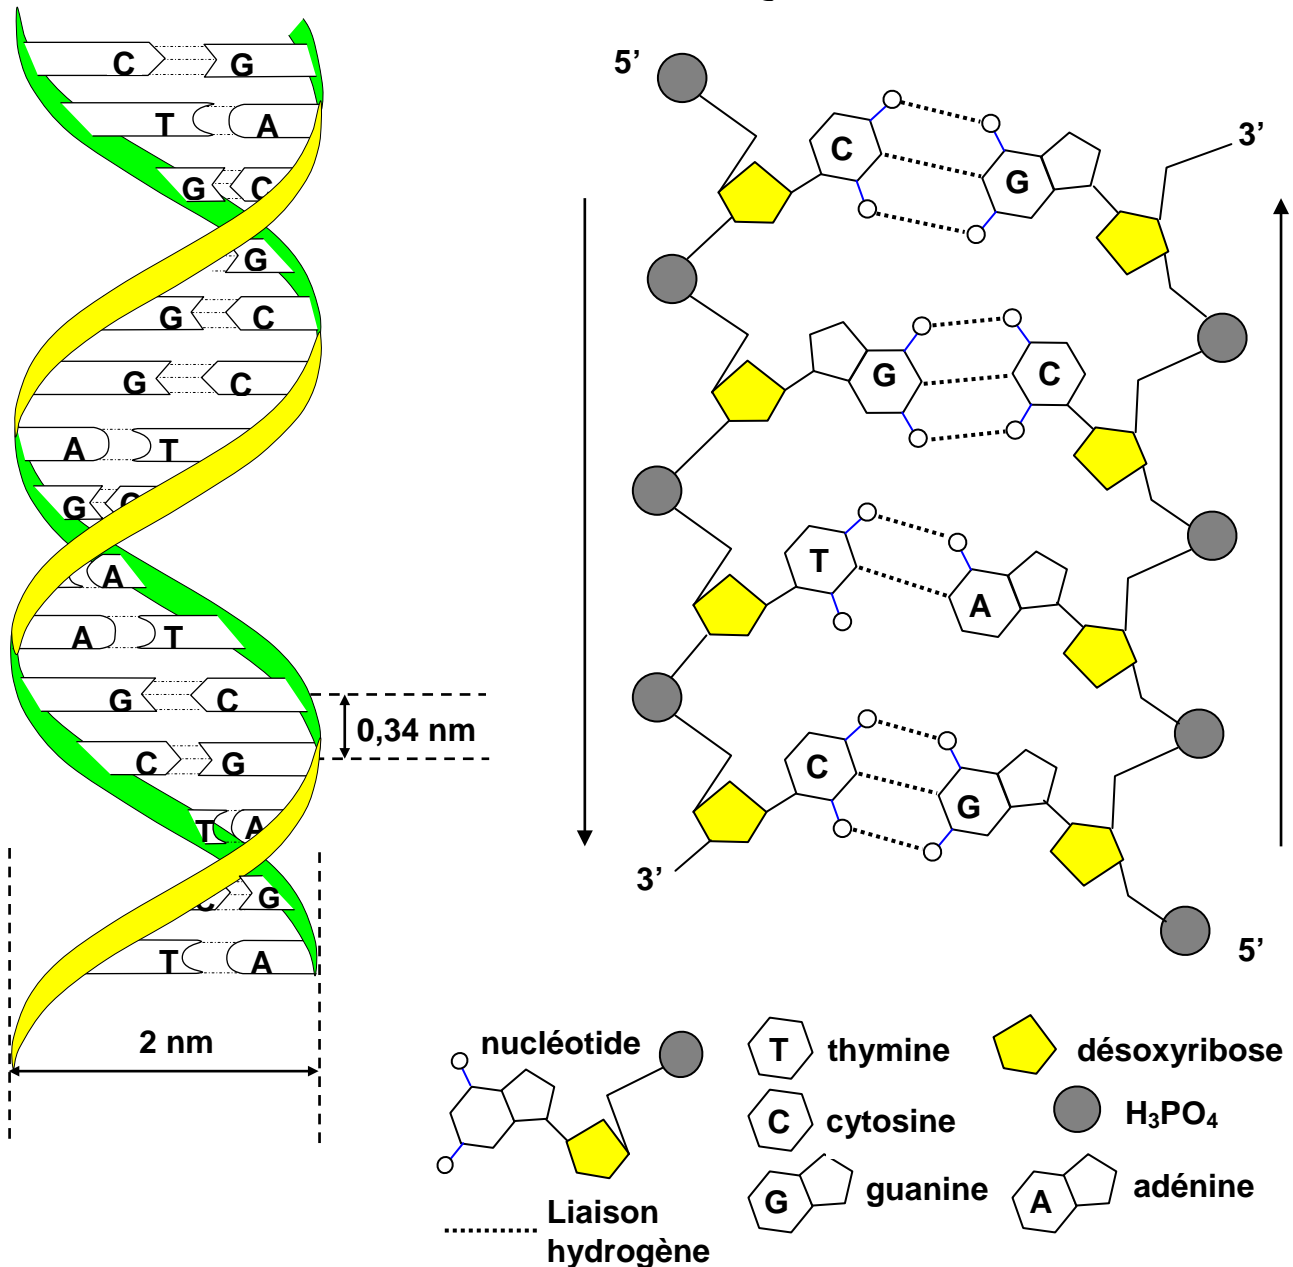 C G
T A
G C
G
G C
G C
A T
G C
A
A T
G C
0,34 nm
C G
T A
C G
T A
2 nm
5’
C G
3’
G C
T A
C G
3’
5’
nucléotide
T thymine
désoxyribose
C cytosine
H₃PO₄
G guanine
A adénine
Liaison
hydrogène